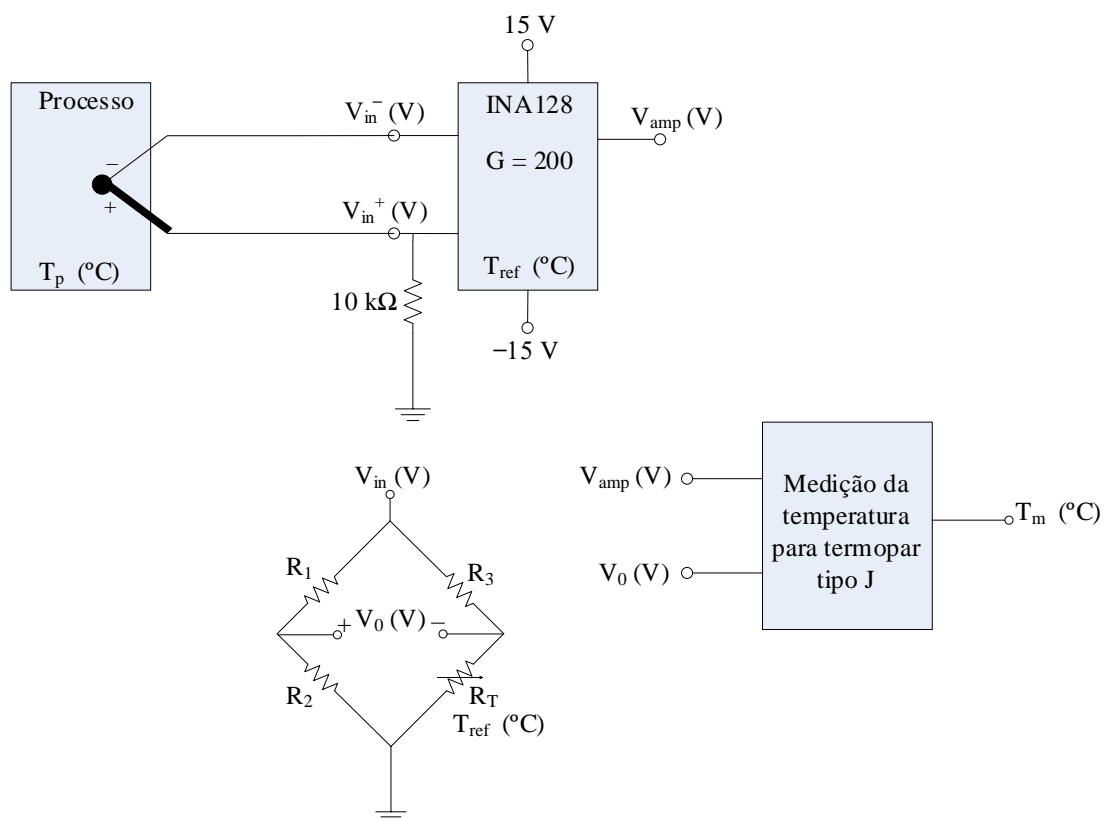 15 V
Processo
−
+
T_p (ºC)
V_in⁻ (V)
V_in⁺ (V)
INA128
G = 200
T_ref (ºC)
V_amp (V)
10 kΩ
−15 V
V_in (V)
R_1
R_3
+ V_0 (V) −
R_2
R_T
T_ref (ºC)
V_amp (V)
V_0 (V)
Medição da
temperatura
para termopar
tipo J
T_m (ºC)